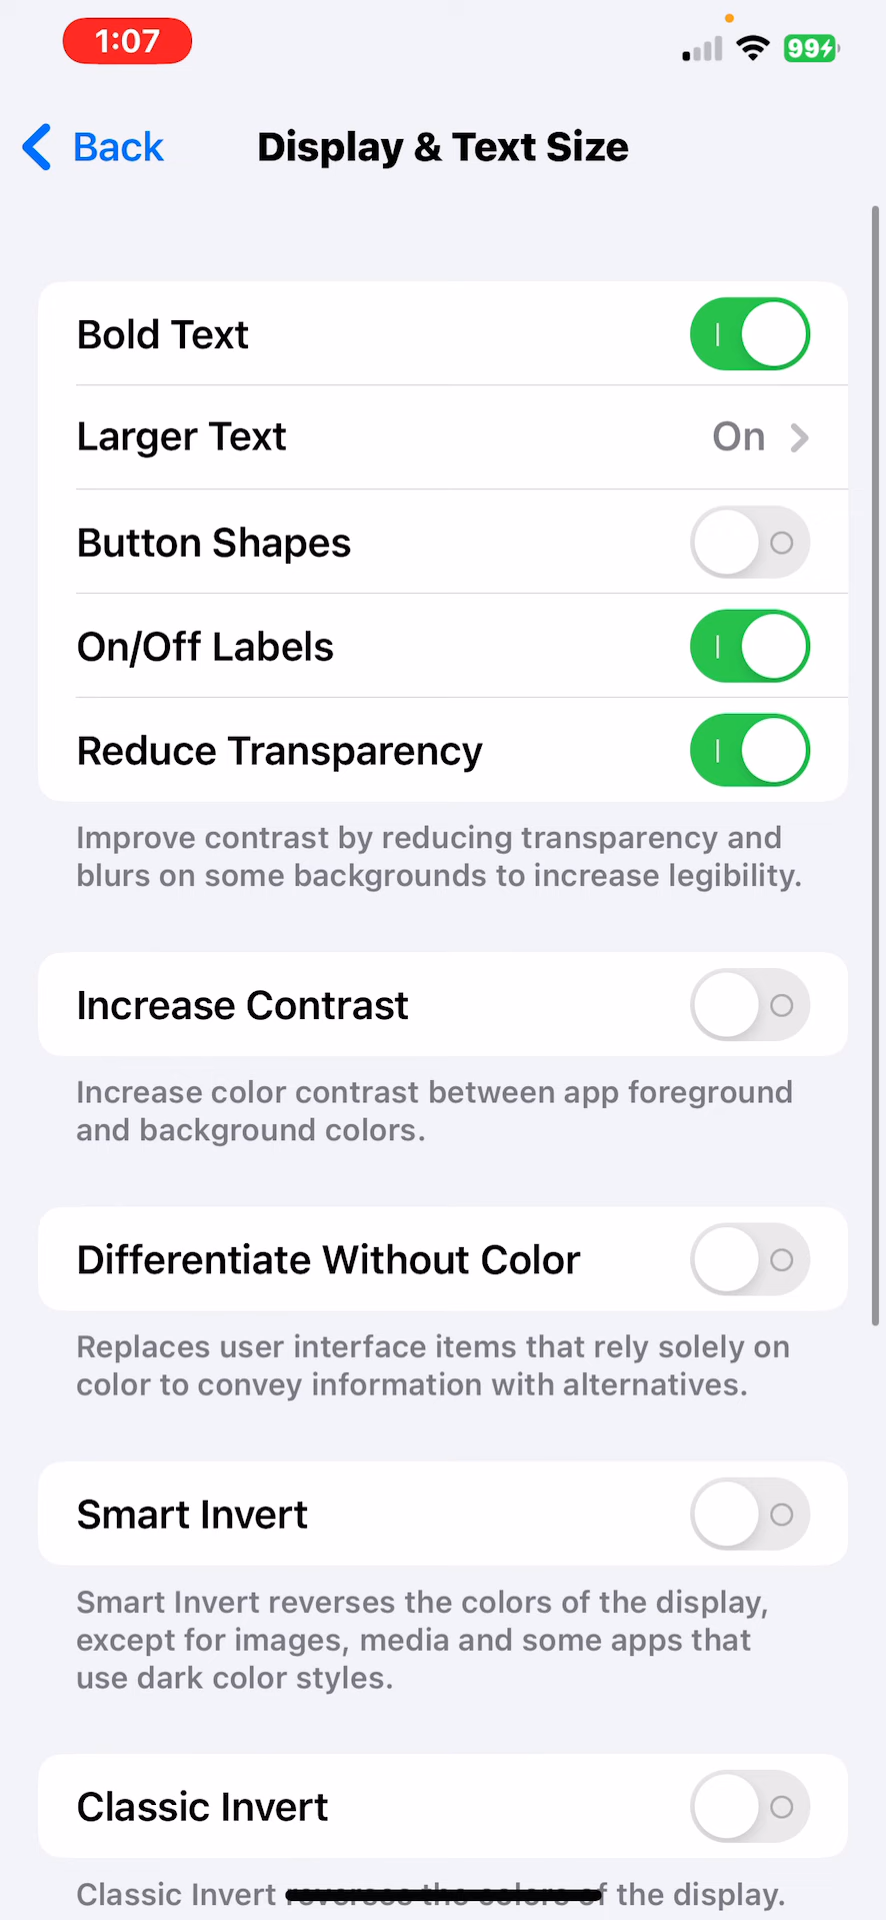 1:07
99
Back
Display & Text Size
Bold Text
Larger Text
On
Button Shapes
On/Off Labels
Reduce Transparency
Improve contrast by reducing transparency and
blurs on some backgrounds to increase legibility.
Increase Contrast
Increase color contrast between app foreground
and background colors.
Differentiate Without Color
Replaces user interface items that rely solely on
color to convey information with alternatives.
Smart Invert
Smart Invert reverses the colors of the display,
except for images, media and some apps that
use dark color styles.
Classic Invert
Classic Invert reverses the colors of the display.